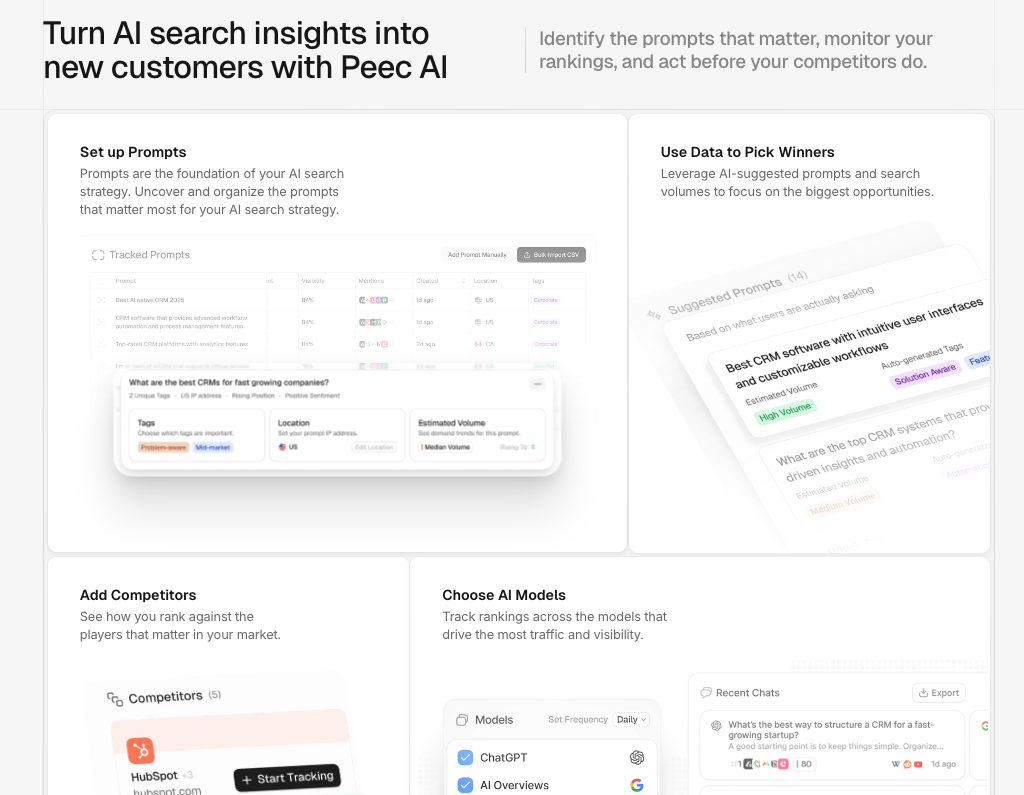 Turn AI search insights into
new customers with Peec AI
Identify the prompts that matter, monitor your
rankings, and act before your competitors do.
Set up Prompts
Prompts are the foundation of your AI search
strategy. Uncover and organize the prompts
that matter most for your AI search strategy.
Tracked Prompts
Add Prompt Manually
Bulk Import CSV
Prompt
Visibility
Mentions
Created
Location
Tags
Best AI native CRM 2025
84%
1d ago
US
Corporate
CRM software that provides advanced workflow
automation and process management features
84%
1d ago
US
Corporate
Top-rated CRM platforms with analytics features
2d ago
CA
Corporate
What are the best CRMs for fast growing companies?
2 Unique Tags · US IP address · Rising Position · Positive Sentiment
Tags
Choose which tags are important.
Problem-aware
Mid-market
Location
Set your prompt IP address.
US
Edit Location
Estimated Volume
See demand trends for this prompt.
Median Volume
Rising 7d
Use Data to Pick Winners
Leverage AI-suggested prompts and search
volumes to focus on the biggest opportunities.
Suggested Prompts (14)
Based on what users are actually asking
Best CRM software with intuitive user interfaces
and customizable workflows
Estimated Volume
High Volume
Auto-generated Tags
Solution Aware
What are the top CRM systems that
driven insights and automation?
Estimated Volume
Medium Volume
Add Competitors
See how you rank against the
players that matter in your market.
Competitors (5)
HubSpot +3
hubspot.com
+ Start Tracking
Choose AI Models
Track rankings across the models that
drive the most traffic and visibility.
Models
Set Frequency
Daily
ChatGPT
AI Overviews
Recent Chats
Export
What's the best way to structure a CRM for a fast-
growing startup?
A good starting point is to keep things simple. Organize...
1
80
1d ago